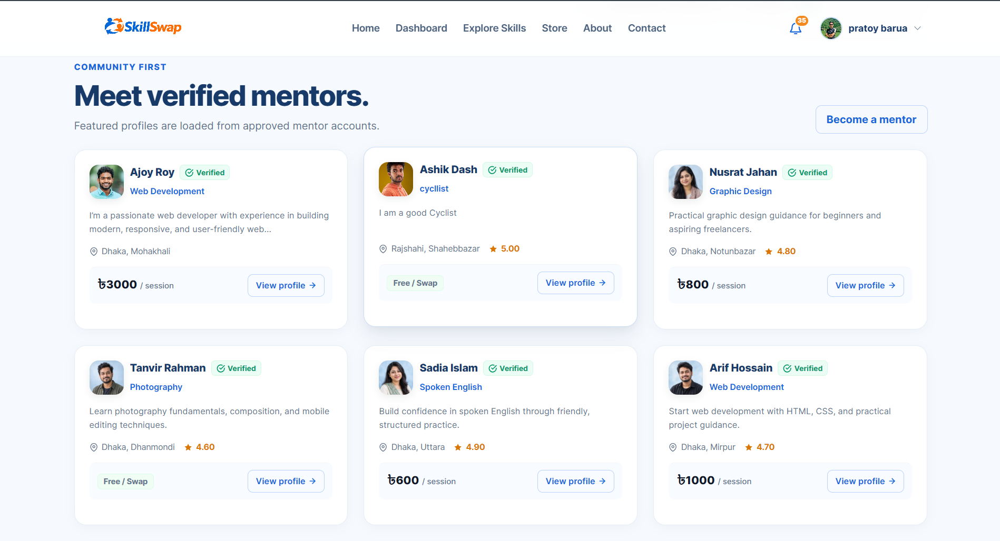 SkillSwap
Home Dashboard Explore Skills Store About Contact
35
pratoy barua
COMMUNITY FIRST
Meet verified mentors.
Featured profiles are loaded from approved mentor accounts.
Become a mentor
Ajoy Roy Verified
Web Development
I'm a passionate web developer with experience in building
modern, responsive, and user-friendly web...
Dhaka, Mohakhali
৳3000 / session View profile →
Ashik Dash Verified
cycllist
I am a good Cyclist
Rajshahi, Shahebbazar ★ 5.00
Free / Swap View profile →
Nusrat Jahan Verified
Graphic Design
Practical graphic design guidance for beginners and
aspiring freelancers.
Dhaka, Notunbazar ★ 4.80
৳800 / session View profile →
Tanvir Rahman Verified
Photography
Learn photography fundamentals, composition, and mobile
editing techniques.
Dhaka, Dhanmondi ★ 4.60
Free / Swap View profile →
Sadia Islam Verified
Spoken English
Build confidence in spoken English through friendly,
structured practice.
Dhaka, Uttara ★ 4.90
৳600 / session View profile →
Arif Hossain Verified
Web Development
Start web development with HTML, CSS, and practical
project guidance.
Dhaka, Mirpur ★ 4.70
৳1000 / session View profile →